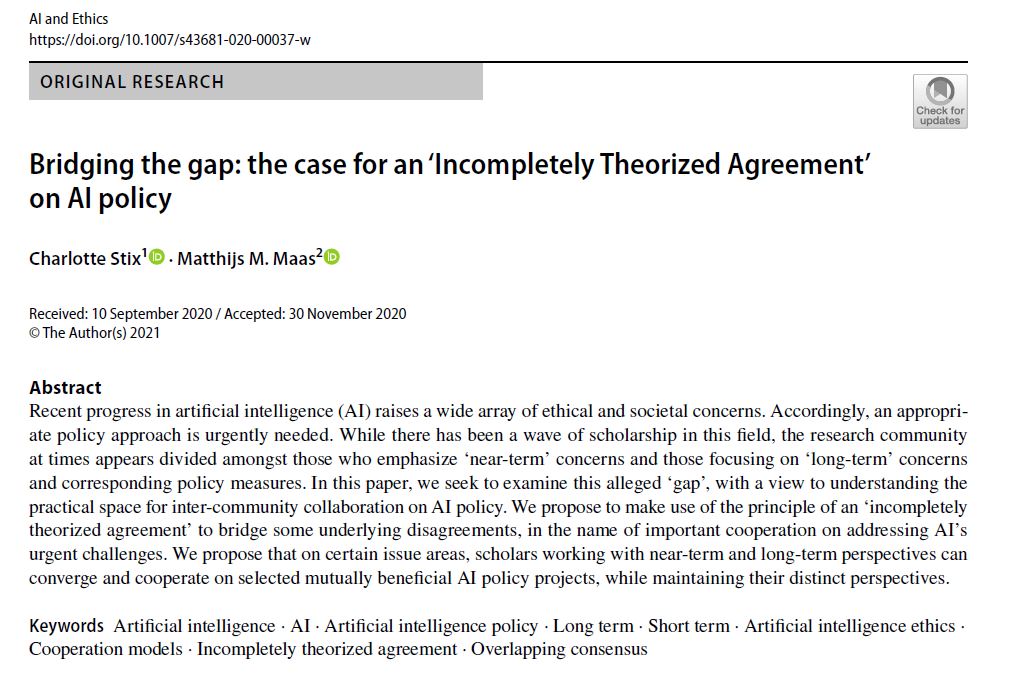 AI and Ethics
https://doi.org/10.1007/s43681-020-00037-w
ORIGINAL RESEARCH
Check for
updates
Bridging the gap: the case for an ‘Incompletely Theorized Agreement’
on AI policy
Charlotte Stix1 iD · Matthijs M. Maas2 iD
Received: 10 September 2020 / Accepted: 30 November 2020
© The Author(s) 2021
Abstract
Recent progress in artificial intelligence (AI) raises a wide array of ethical and societal concerns. Accordingly, an appropri-
ate policy approach is urgently needed. While there has been a wave of scholarship in this field, the research community
at times appears divided amongst those who emphasize ‘near-term’ concerns and those focusing on ‘long-term’ concerns
and corresponding policy measures. In this paper, we seek to examine this alleged ‘gap’, with a view to understanding the
practical space for inter-community collaboration on AI policy. We propose to make use of the principle of an ‘incompletely
theorized agreement’ to bridge some underlying disagreements, in the name of important cooperation on addressing AI’s
urgent challenges. We propose that on certain issue areas, scholars working with near-term and long-term perspectives can
converge and cooperate on selected mutually beneficial AI policy projects, while maintaining their distinct perspectives.
Keywords Artificial intelligence · AI · Artificial intelligence policy · Long term · Short term · Artificial intelligence ethics ·
Cooperation models · Incompletely theorized agreement · Overlapping consensus